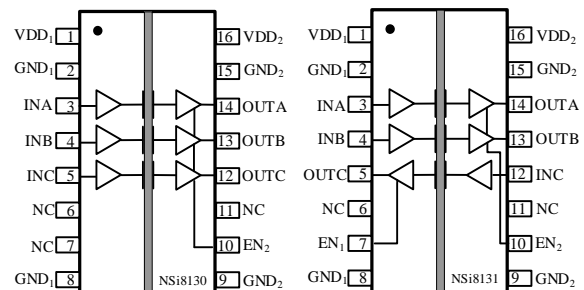 VDD₁ 1 16 VDD₂
GND₁ 2 15 GND₂
INA 3 14 OUTA
INB 4 13 OUTB
INC 5 12 OUTC
NC 6 11 NC
NC 7 10 EN₂
GND₁ 8 NSi8130 9 GND₂
VDD₁ 1 16 VDD₂
GND₁ 2 15 GND₂
INA 3 14 OUTA
INB 4 13 OUTB
OUTC 5 12 INC
NC 6 11 NC
EN₁ 7 10 EN₂
GND₁ 8 NSi8131 9 GND₂